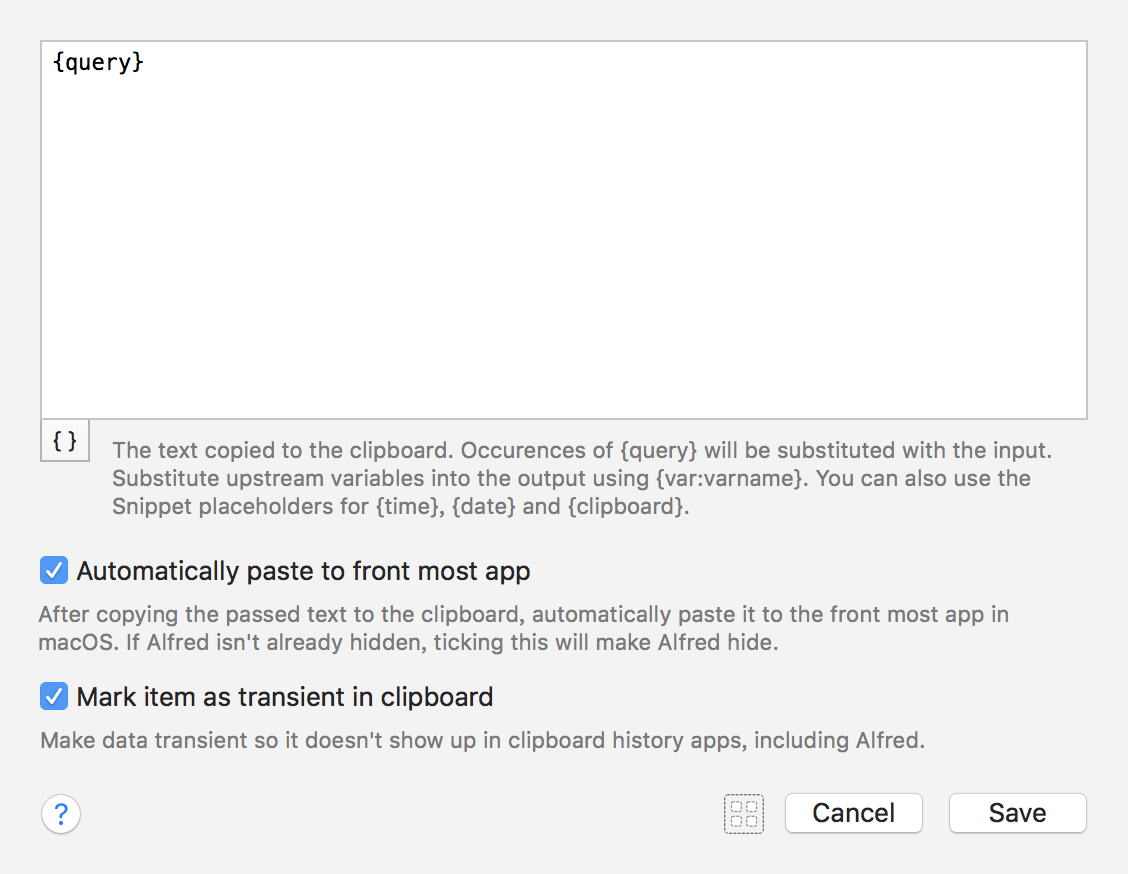 {query}
{ }
The text copied to the clipboard. Occurences of {query} will be substituted with the input.
Substitute upstream variables into the output using {var:varname}. You can also use the
Snippet placeholders for {time}, {date} and {clipboard}.
Automatically paste to front most app
After copying the passed text to the clipboard, automatically paste it to the front most app in
macOS. If Alfred isn't already hidden, ticking this will make Alfred hide.
Mark item as transient in clipboard
Make data transient so it doesn't show up in clipboard history apps, including Alfred.
? Cancel Save